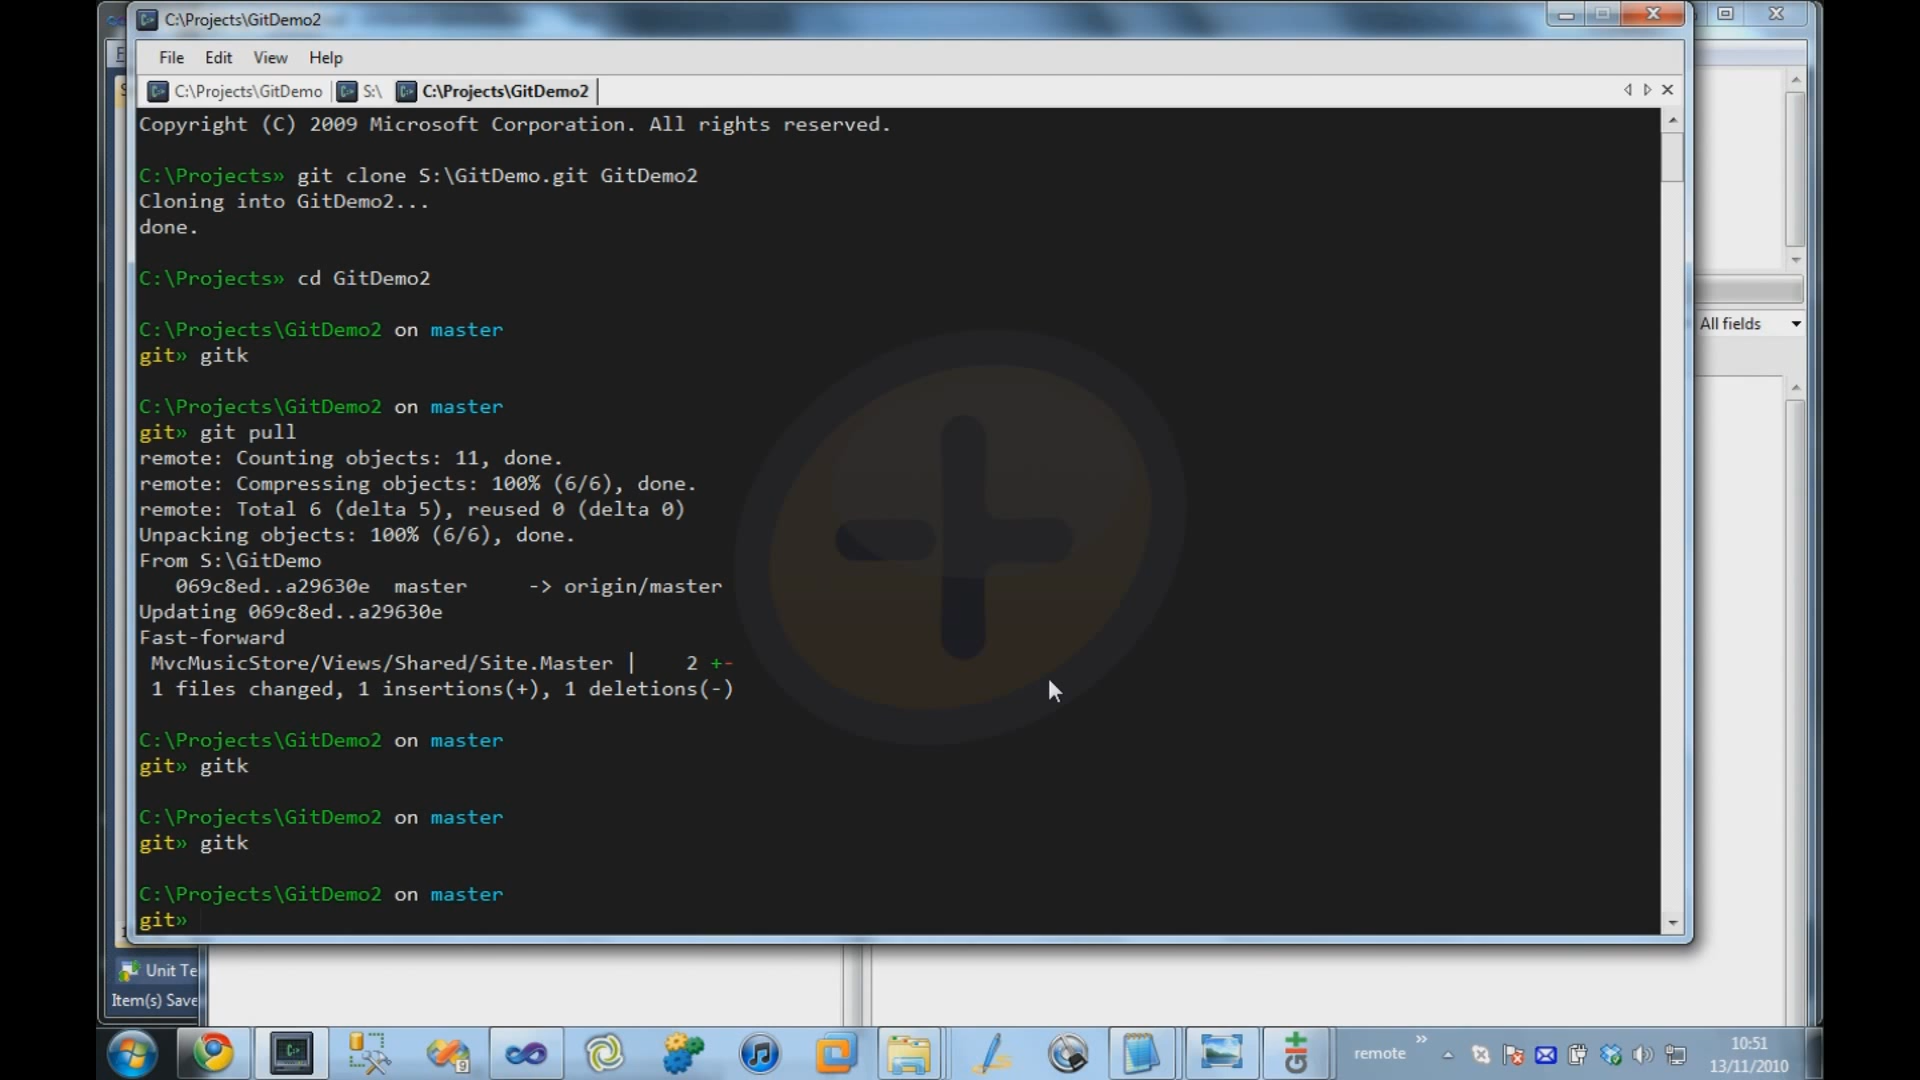 C:\Projects\GitDemo2
File Edit View Help
C:\Projects\GitDemo S:\ C:\Projects\GitDemo2
Copyright (C) 2009 Microsoft Corporation. All rights reserved.
C:\Projects» git clone S:\GitDemo.git GitDemo2
Cloning into GitDemo2...
done.
C:\Projects» cd GitDemo2
C:\Projects\GitDemo2 on master
git» gitk
C:\Projects\GitDemo2 on master
git» git pull
remote: Counting objects: 11, done.
remote: Compressing objects: 100% (6/6), done.
remote: Total 6 (delta 5), reused 0 (delta 0)
Unpacking objects: 100% (6/6), done.
From S:\GitDemo
069c8ed..a29630e master -> origin/master
Updating 069c8ed..a29630e
Fast-forward
MvcMusicStore/Views/Shared/Site.Master | 2 +-
1 files changed, 1 insertions(+), 1 deletions(-)
C:\Projects\GitDemo2 on master
git» gitk
C:\Projects\GitDemo2 on master
git» gitk
C:\Projects\GitDemo2 on master
git»
All fields
Unit Te
Item(s) Save
git
remote
10:51
13/11/2010